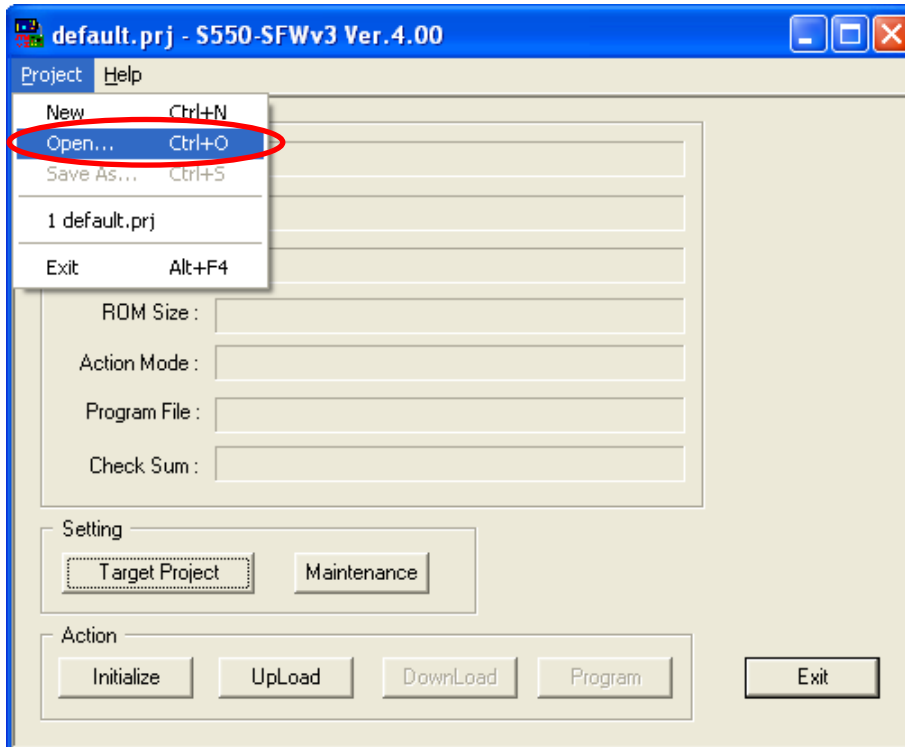 default.prj - S550-SFWv3 Ver.4.00
Project Help
New Ctrl+N
Open... Ctrl+O
Save As... Ctrl+S
1 default.prj
Exit Alt+F4
ROM Size :
Action Mode :
Program File :
Check Sum :
Setting
Target Project Maintenance
Action
Initialize UpLoad DownLoad Program Exit